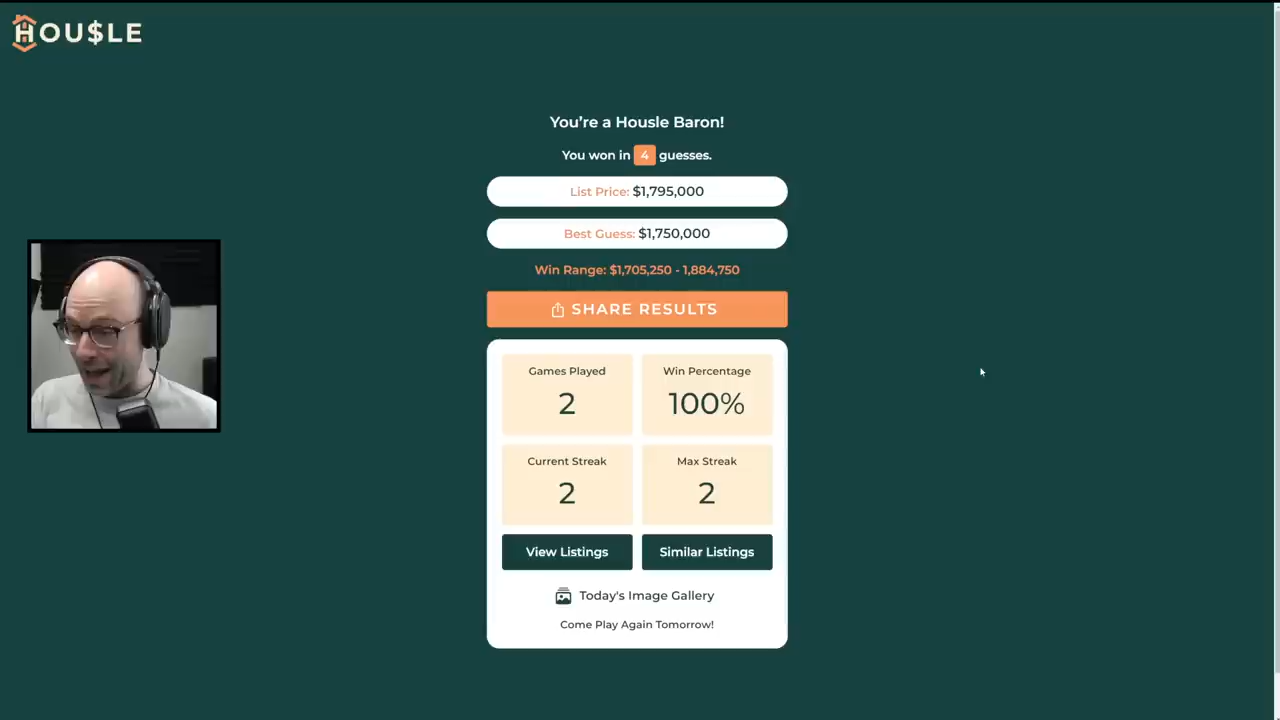 HOU$LE
You’re a Housle Baron!
You won in 4 guesses.
List Price: $1,795,000
Best Guess: $1,750,000
Win Range: $1,705,250 - 1,884,750
SHARE RESULTS
Games Played
2
Win Percentage
100%
Current Streak
2
Max Streak
2
View Listings
Similar Listings
Today's Image Gallery
Come Play Again Tomorrow!